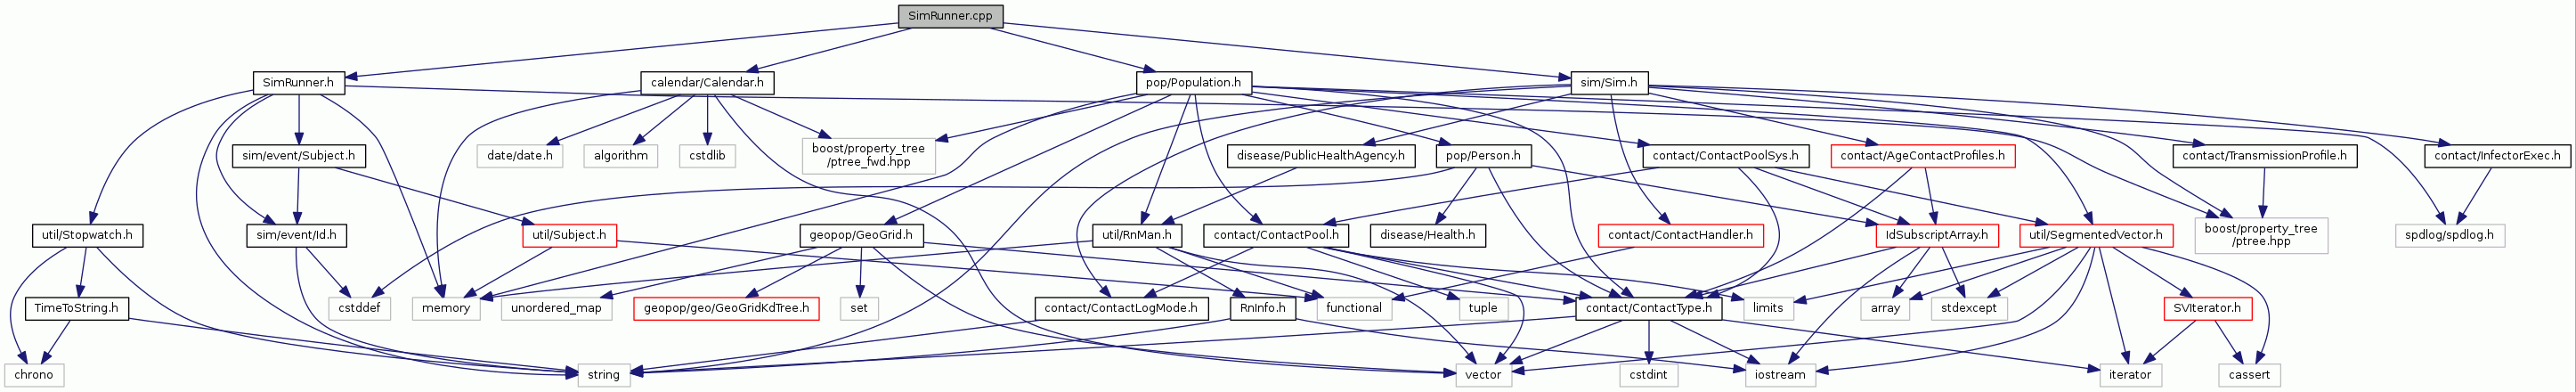 SimRunner.cpp
SimRunner.h
calendar/Calendar.h
pop/Population.h
sim/Sim.h
date/date.h
algorithm
cstdlib
boost/property_tree
/ptree_fwd.hpp
sim/event/Subject.h
disease/PublicHealthAgency.h
pop/Person.h
contact/ContactPoolSys.h
contact/AgeContactProfiles.h
contact/TransmissionProfile.h
contact/InfectorExec.h
util/Stopwatch.h
sim/event/Id.h
util/Subject.h
geopop/GeoGrid.h
util/RnMan.h
contact/ContactPool.h
disease/Health.h
contact/ContactHandler.h
IdSubscriptArray.h
util/SegmentedVector.h
boost/property_tree
/ptree.hpp
spdlog/spdlog.h
TimeToString.h
cstddef
memory
unordered_map
geopop/geo/GeoGridKdTree.h
set
contact/ContactLogMode.h
RnInfo.h
functional
tuple
contact/ContactType.h
limits
array
stdexcept
SVIterator.h
chrono
string
vector
cstdint
iostream
iterator
cassert